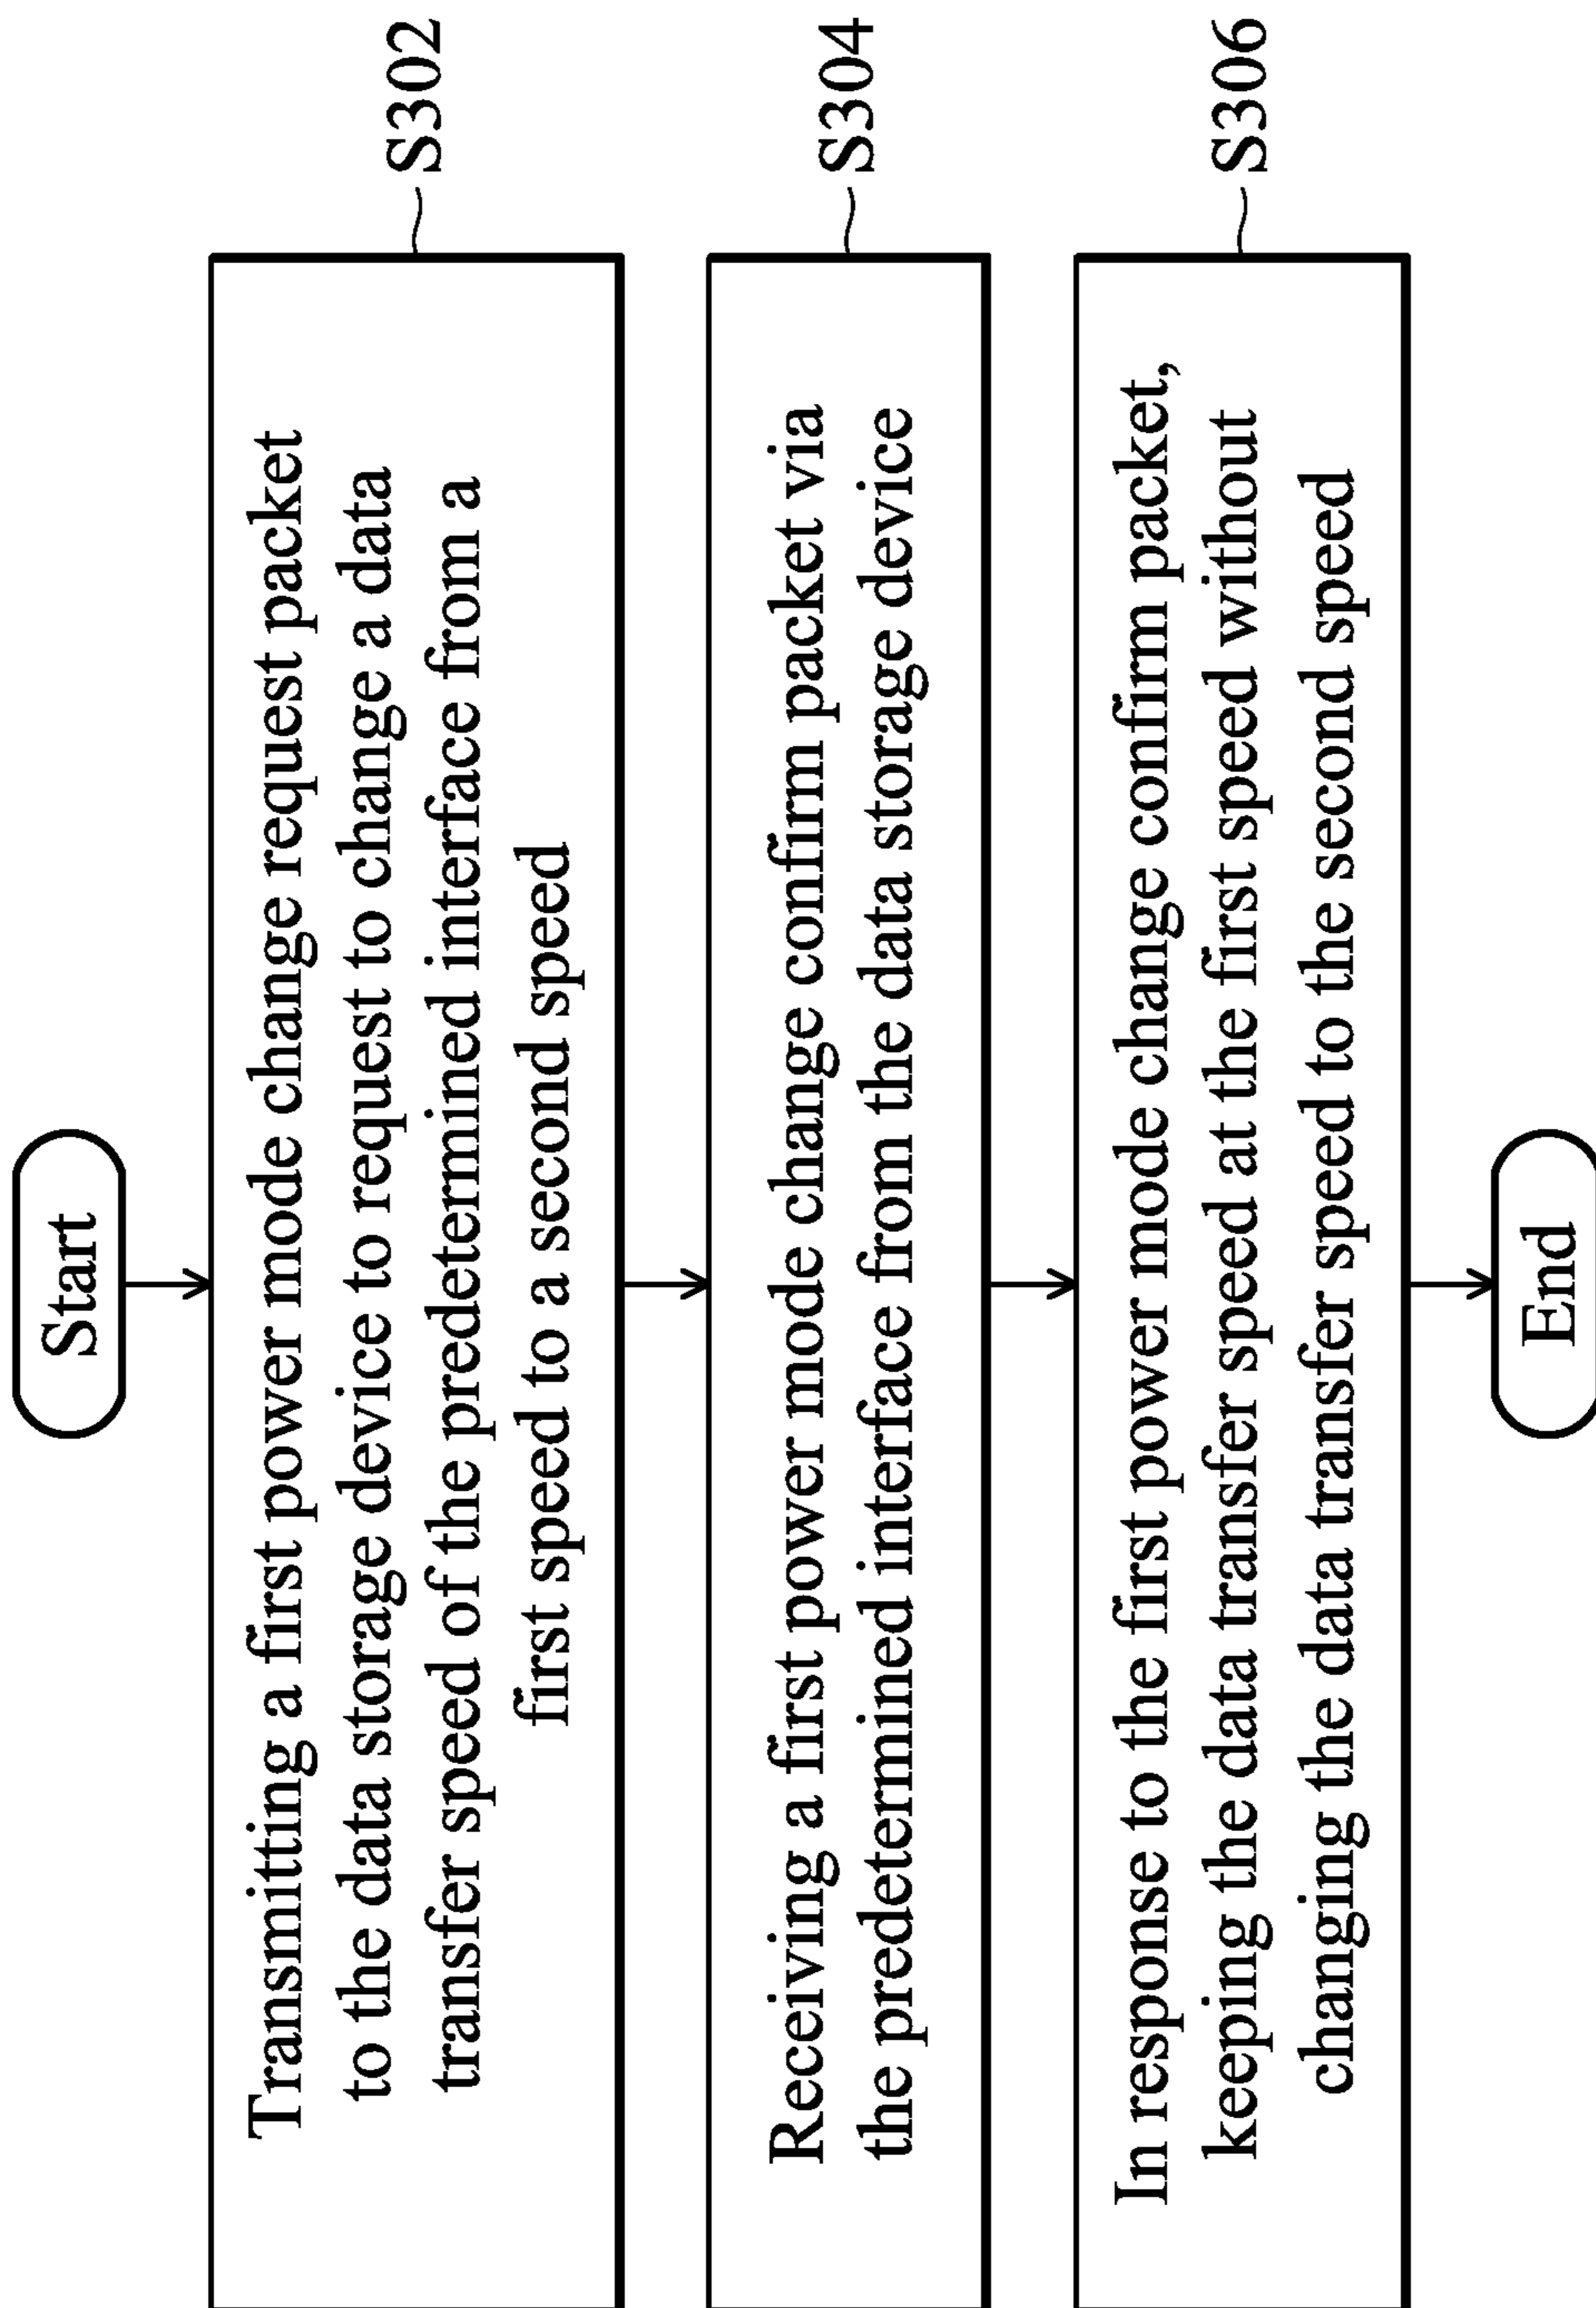 Start
Transmitting a first power mode change request packet
to the data storage device to request to change a data
transfer speed of the predetermined interface from a
first speed to a second speed
S302
Receiving a first power mode change confirm packet via
the predetermined interface from the data storage device
S304
In response to the first power mode change confirm packet,
keeping the data transfer speed at the first speed without
changing the data transfer speed to the second speed
S306
End